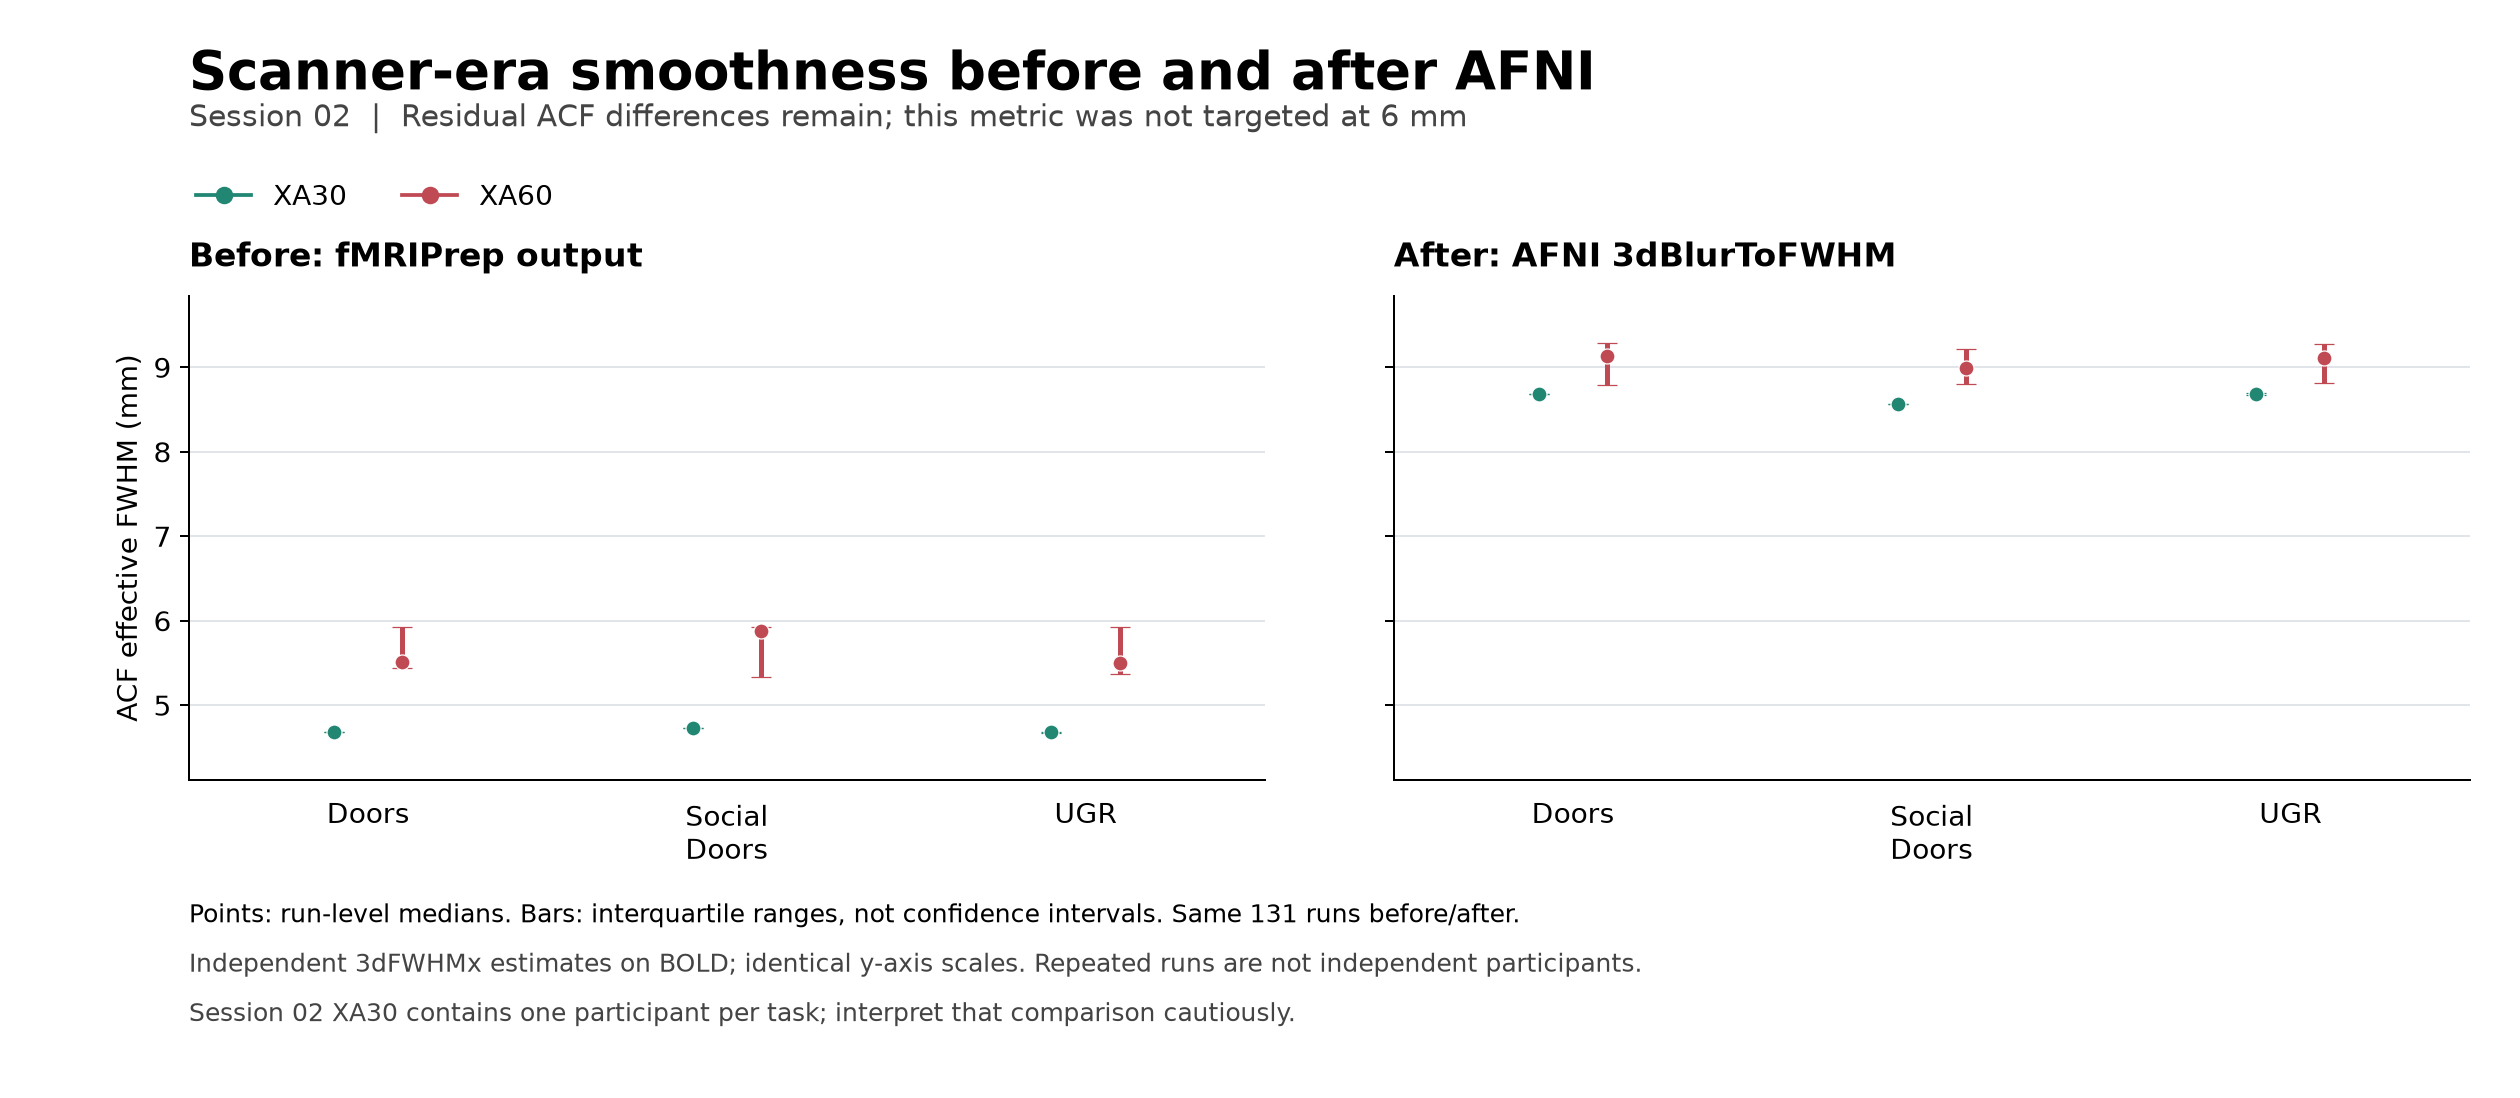 Scanner-era smoothness before and after AFNI
Session 02 | Residual ACF differences remain; this metric was not targeted at 6 mm
XA30
XA60
Before: fMRIPrep output
After: AFNI 3dBlurToFWHM
ACF effective FWHM (mm)
9
8
7
6
5
Doors
Social
Doors
UGR
Doors
Social
Doors
UGR
Points: run-level medians. Bars: interquartile ranges, not confidence intervals. Same 131 runs before/after.
Independent 3dFWHMx estimates on BOLD; identical y-axis scales. Repeated runs are not independent participants.
Session 02 XA30 contains one participant per task; interpret that comparison cautiously.